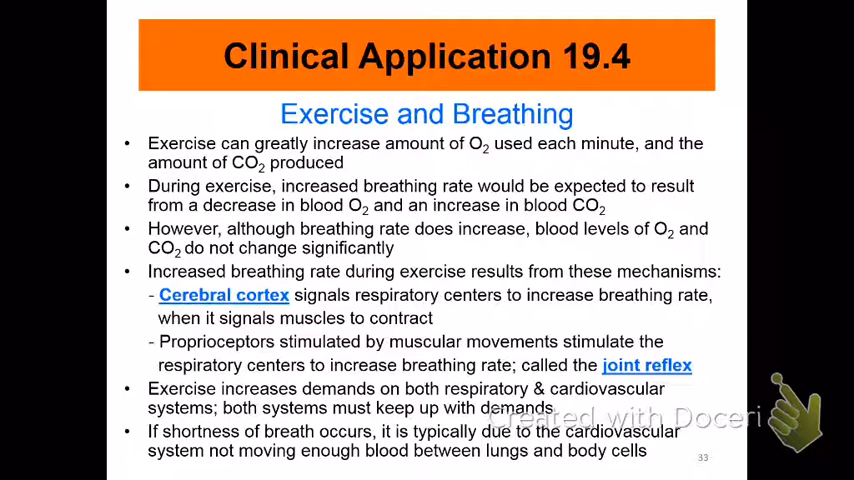 Clinical Application 19.4
Exercise and Breathing
• Exercise can greatly increase amount of O₂ used each minute, and the
amount of CO₂ produced
• During exercise, increased breathing rate would be expected to result
from a decrease in blood O₂ and an increase in blood CO₂
• However, although breathing rate does increase, blood levels of O₂ and
CO₂ do not change significantly
• Increased breathing rate during exercise results from these mechanisms:
- Cerebral cortex signals respiratory centers to increase breathing rate,
when it signals muscles to contract
- Proprioceptors stimulated by muscular movements stimulate the
respiratory centers to increase breathing rate; called the joint reflex
• Exercise increases demands on both respiratory & cardiovascular
systems; both systems must keep up with demands
Created with Doceri
• If shortness of breath occurs, it is typically due to the cardiovascular
system not moving enough blood between lungs and body cells
33